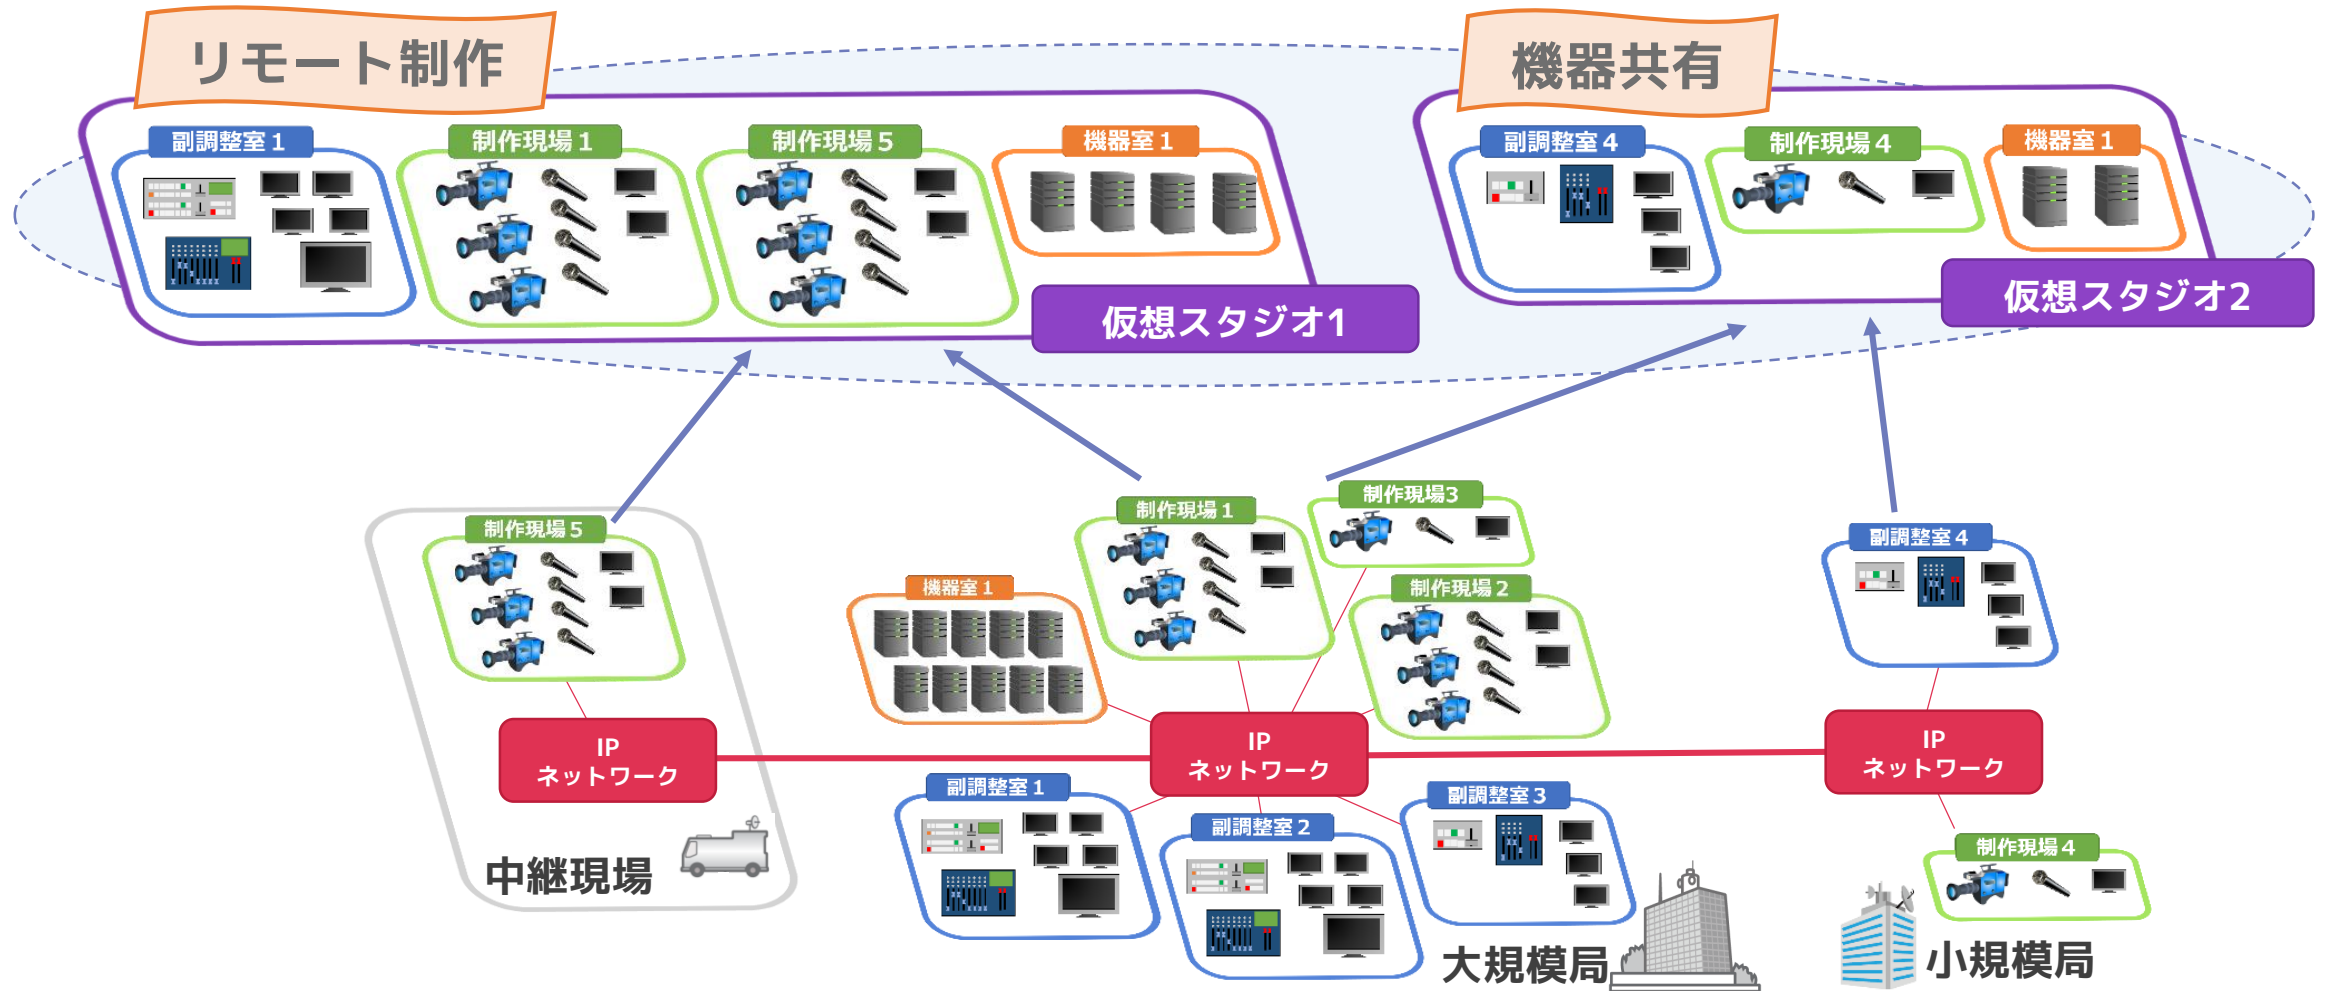 リモート制作
機器共有
副調整室１
制作現場１
制作現場５
機器室１
副調整室４
制作現場４
機器室１
仮想スタジオ1
仮想スタジオ2
制作現場５
制作現場１
制作現場3
機器室１
制作現場２
副調整室４
IP
ネットワーク
IP
ネットワーク
IP
ネットワーク
副調整室１
副調整室２
副調整室３
制作現場４
中継現場
大規模局
小規模局